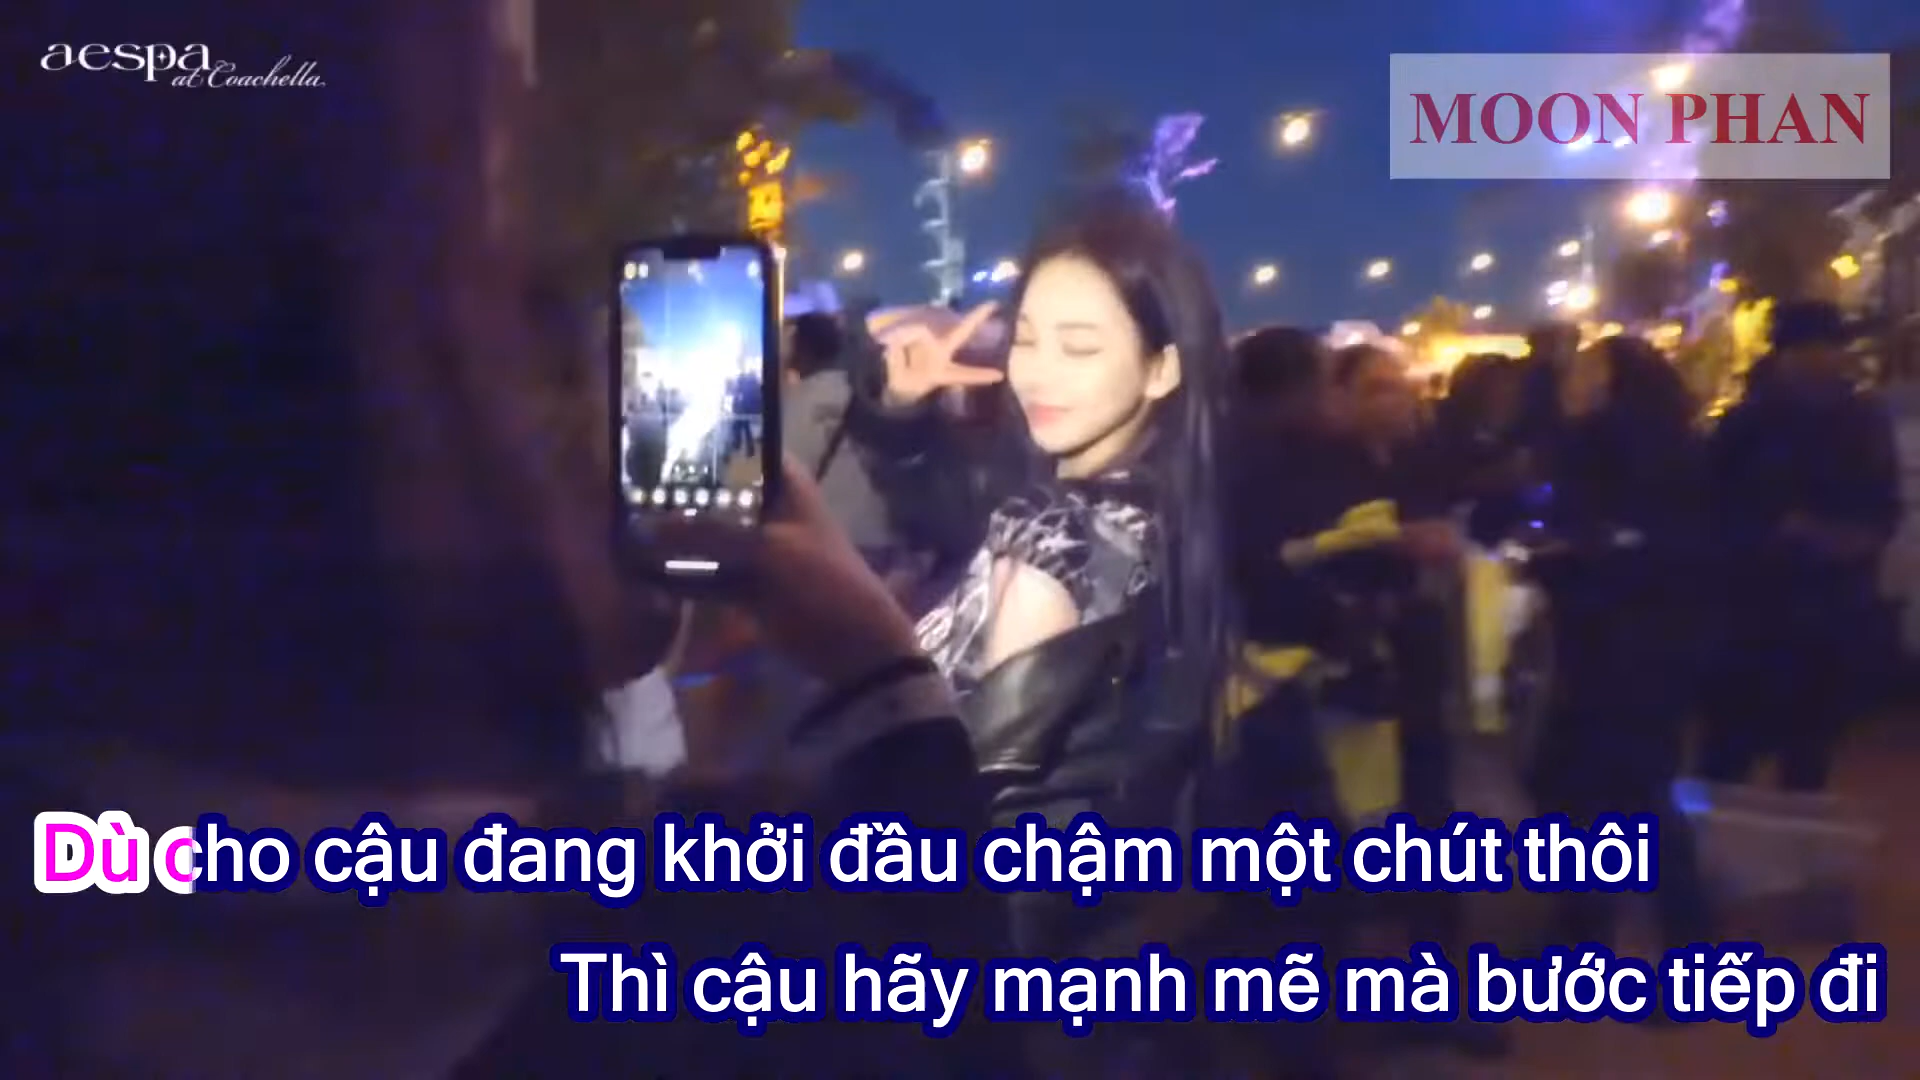 aespa
at Coachella.
MOON PHAN
Dù cho cậu đang khởi đầu chậm một chút thôi
Thì cậu hãy mạnh mẽ mà bước tiếp đi